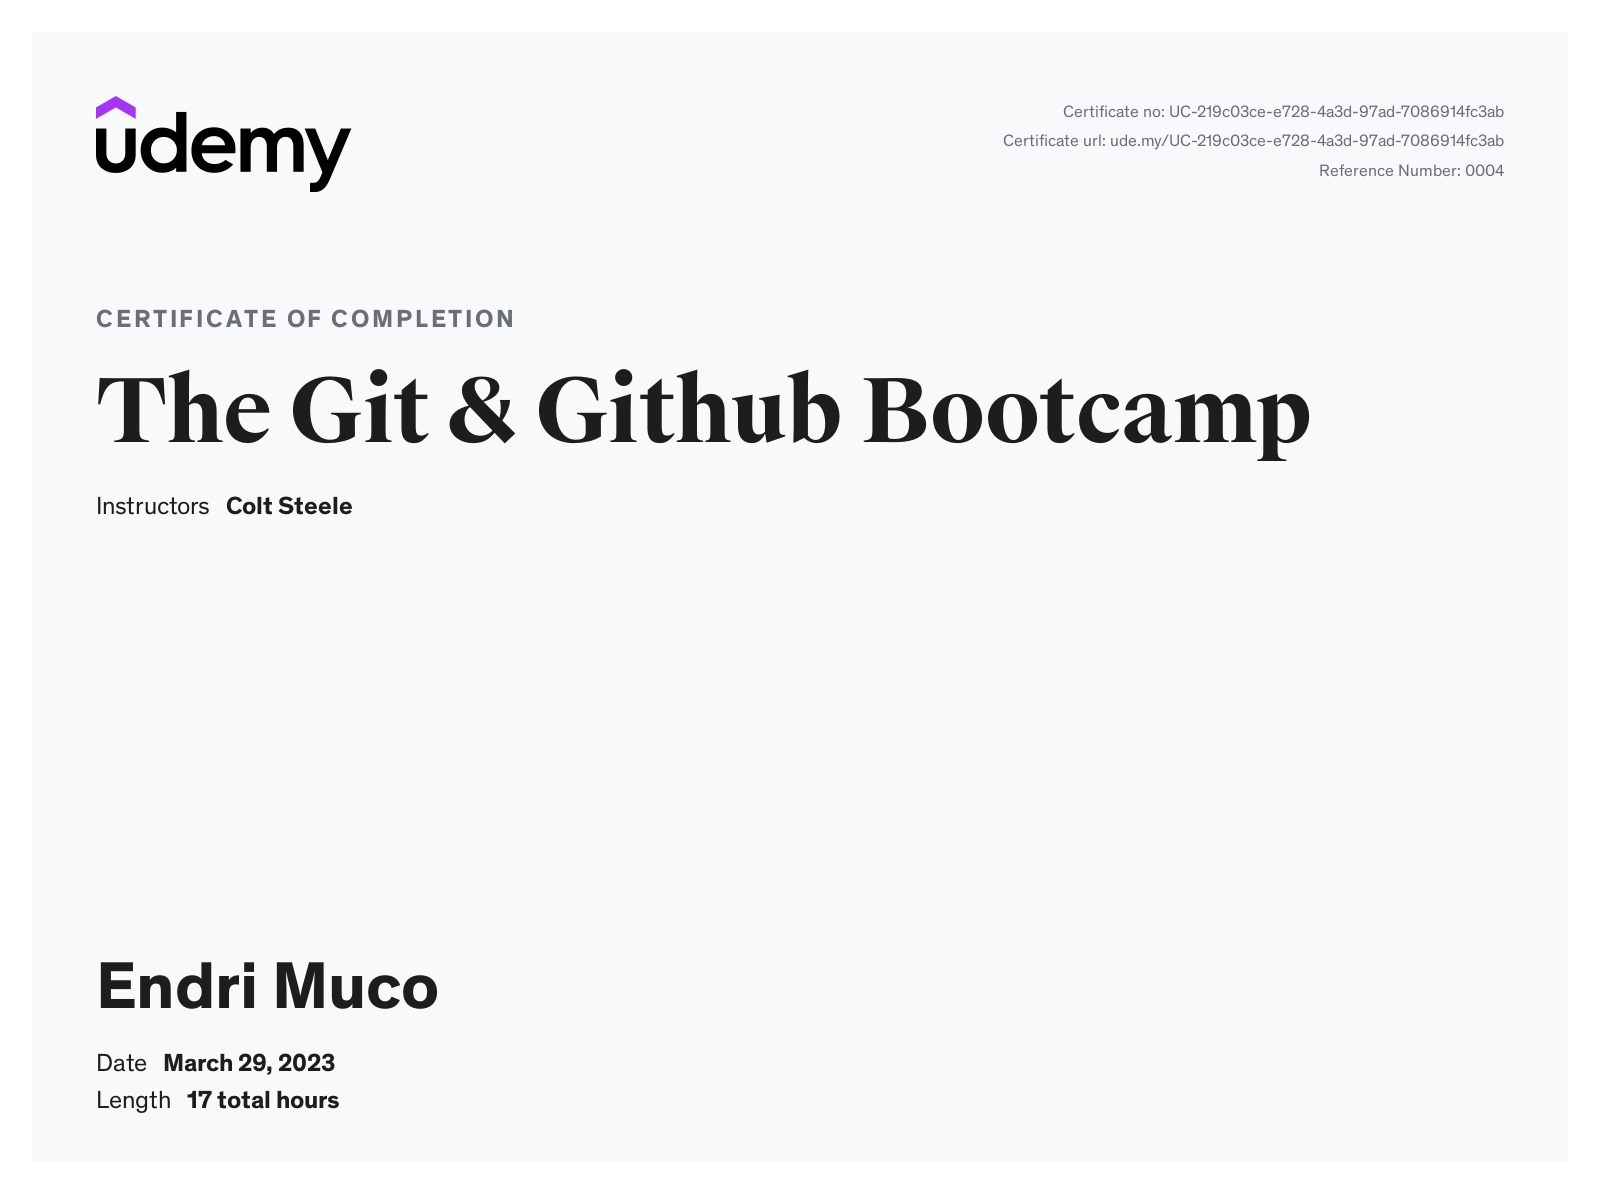 udemy
Certificate no: UC-219c03ce-e728-4a3d-97ad-7086914fc3ab
Certificate url: ude.my/UC-219c03ce-e728-4a3d-97ad-7086914fc3ab
Reference Number: 0004
CERTIFICATE OF COMPLETION
The Git & Github Bootcamp
Instructors Colt Steele
Endri Muco
Date March 29, 2023
Length 17 total hours